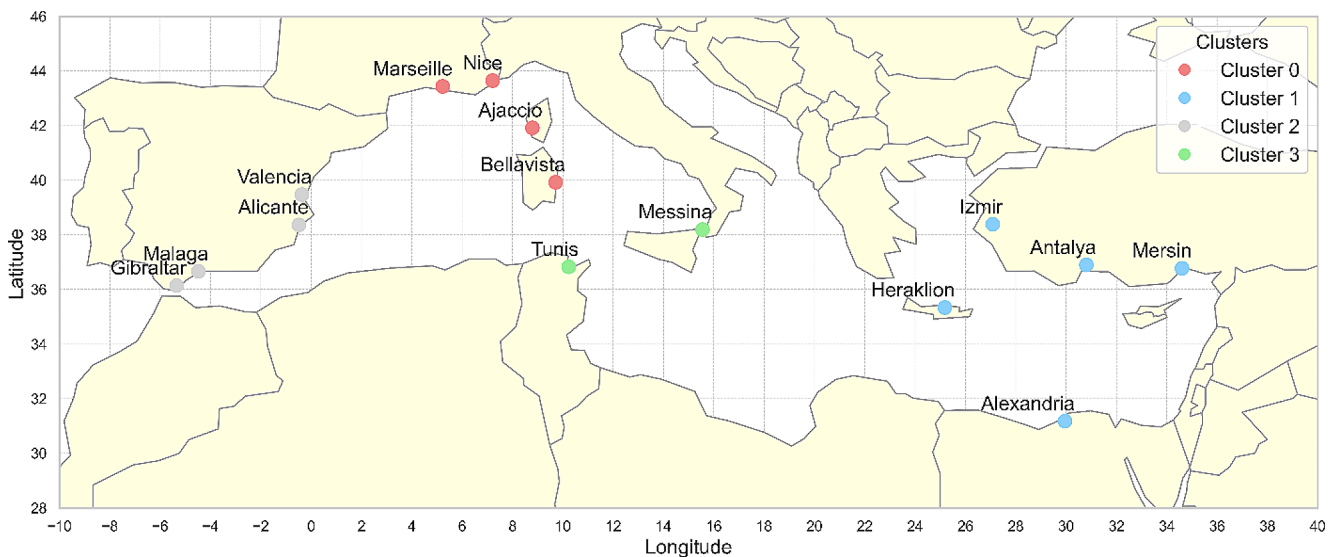 46
44
42
40
38
36
34
32
30
28
Latitude
−10
−8
−6
−4
−2
0
2
4
6
8
10
12
14
16
18
20
22
24
26
28
30
32
34
36
38
40
Longitude
Clusters
Cluster 0
Cluster 1
Cluster 2
Cluster 3
Marseille
Nice
Ajaccio
Bellavista
Valencia
Alicante
Malaga
Gibraltar
Messina
Tunis
Izmir
Antalya
Mersin
Heraklion
Alexandria